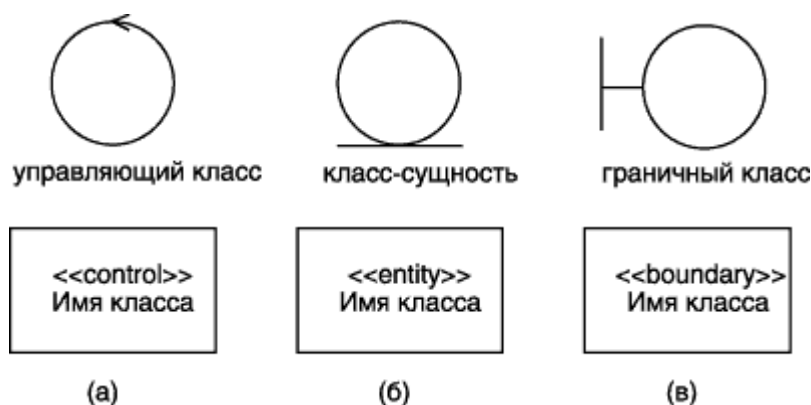 управляющий класс
класс-сущность
граничный класс
<<control>>
Имя класса
<<entity>>
Имя класса
<<boundary>>
Имя класса
(а)
(б)
(в)